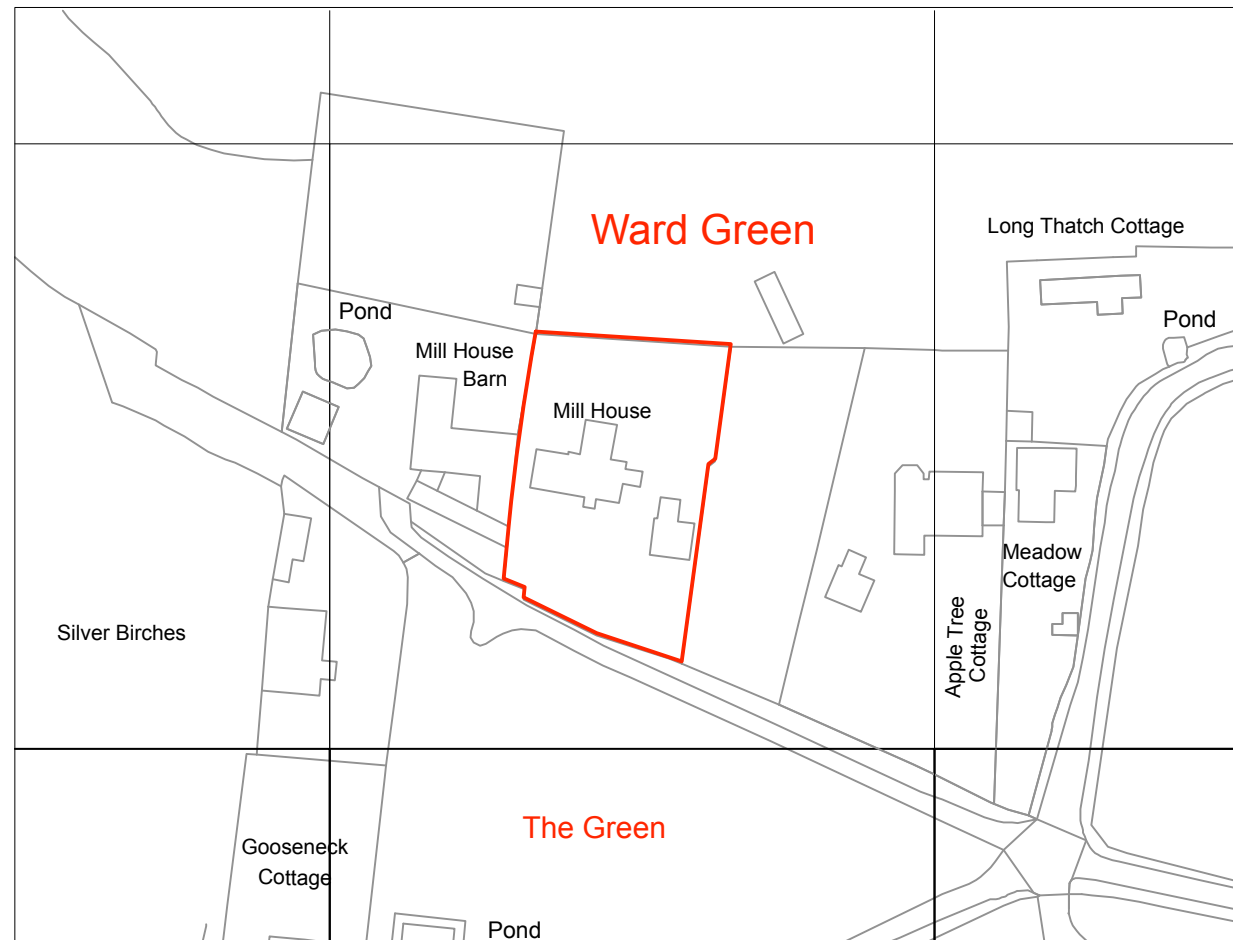 Ward Green
Long Thatch Cottage
Pond
Pond
Mill House
Barn
Mill House
Meadow
Cottage
Apple Tree
Cottage
Silver Birches
The Green
Gooseneck
Cottage
Pond